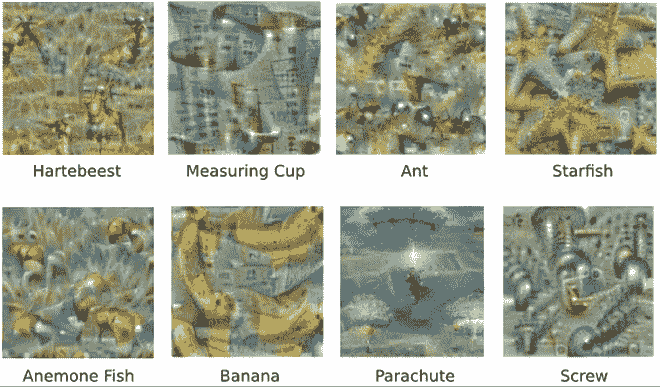 Hartebeest
Measuring Cup
Ant
Starfish
Anemone Fish
Banana
Parachute
Screw